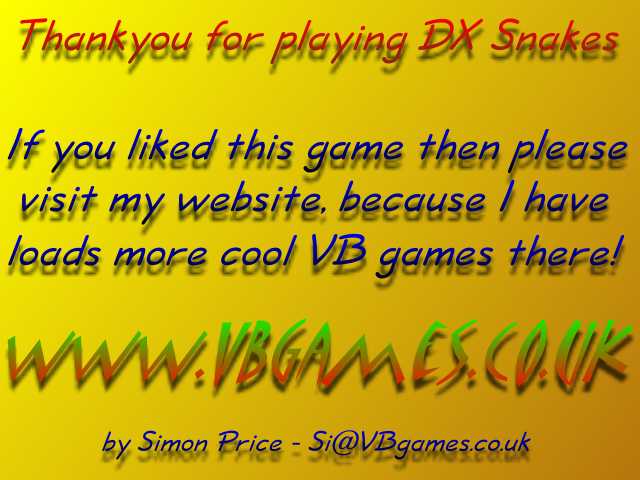 Thankyou for playing DX Snakes
If you liked this game then please
visit my website, because I have
loads more cool VB games there!
WWW.VBGAMES.CO.UK
by Simon Price - Si@VBgames.co.uk